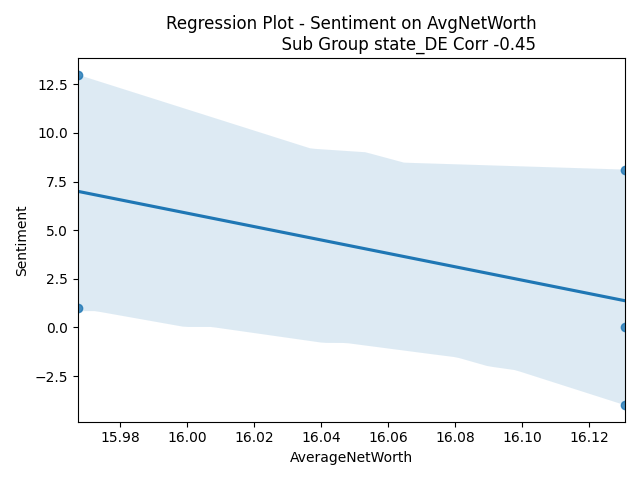 Regression Plot - Sentiment on AvgNetWorth
Sub Group state_DE Corr -0.45
12.5
10.0
7.5
5.0
2.5
0.0
−2.5
Sentiment
15.98 16.00 16.02 16.04 16.06 16.08 16.10 16.12
AverageNetWorth